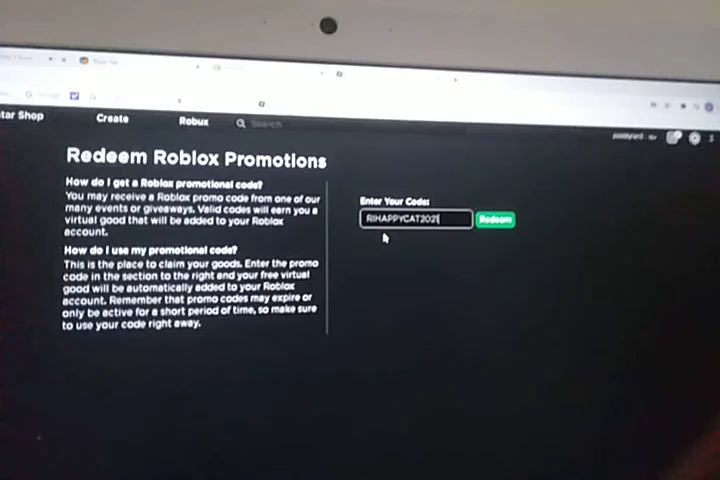 tar Shop Create Robux Search
Redeem Roblox Promotions
How do I get a Roblox promotional code?
You may receive a Roblox promo code from one of our
many events or giveaways. Valid codes will earn you a
virtual good that will be added to your Roblox
account.
How do I use my promotional code?
This is the place to claim your goods. Enter the promo
code in the section to the right and your free virtual
good will be automatically added to your Roblox
account. Remember that promo codes may expire or
only be active for a short period of time, so make sure
to use your code right away.
Enter Your Code:
RIHAPPYCAT2021 Redeem